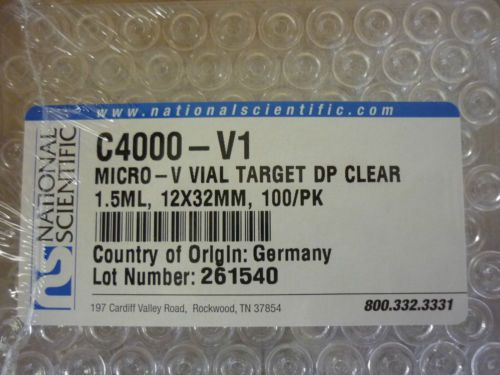 www.nationalscientific.com
NATIONAL
SCIENTIFIC
C4000-V1
MICRO-V VIAL TARGET DP CLEAR
1.5ML, 12X32MM, 100/PK
Country of Origin: Germany
Lot Number: 261540
197 Cardiff Valley Road, Rockwood, TN 37854
800.332.3331